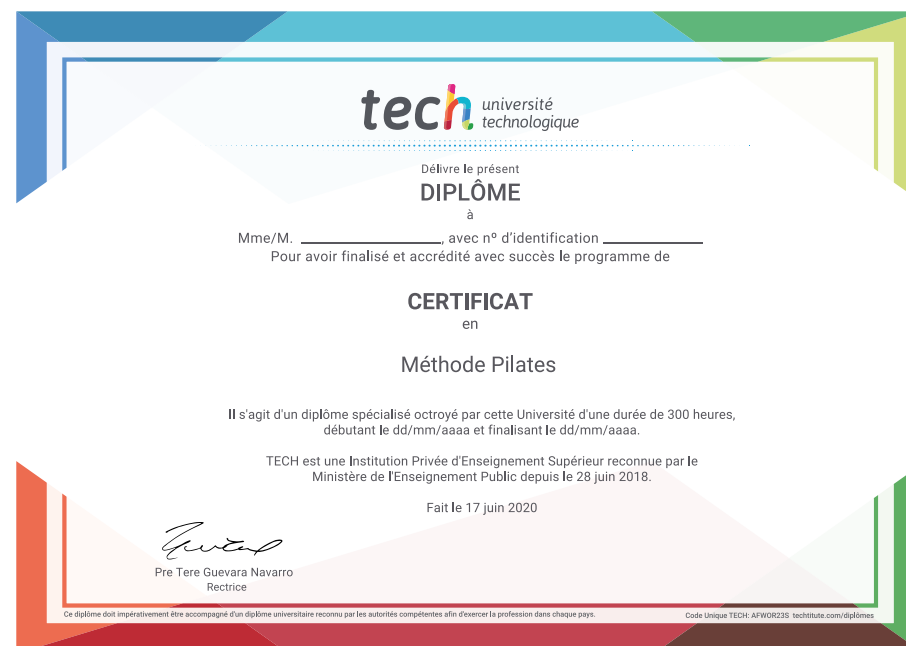 tech université
technologique
Délivre le présent
DIPLÔME
à
Mme/M. ____________________, avec nº d'identification ______________
Pour avoir finalisé et accrédité avec succès le programme de
CERTIFICAT
en
Méthode Pilates
Il s'agit d'un diplôme spécialisé octroyé par cette Université d'une durée de 300 heures,
débutant le dd/mm/aaaa et finalisant le dd/mm/aaaa.
TECH est une Institution Privée d'Enseignement Supérieur reconnue par le
Ministère de l'Enseignement Public depuis le 28 juin 2018.
Fait le 17 juin 2020
Pre Tere Guevara Navarro
Rectrice
Ce diplôme doit impérativement être accompagné d'un diplôme universitaire reconnu par les autorités compétentes afin d'exercer la profession dans chaque pays.
Code Unique TECH: AFWOR23S techtitute.com/diplômes